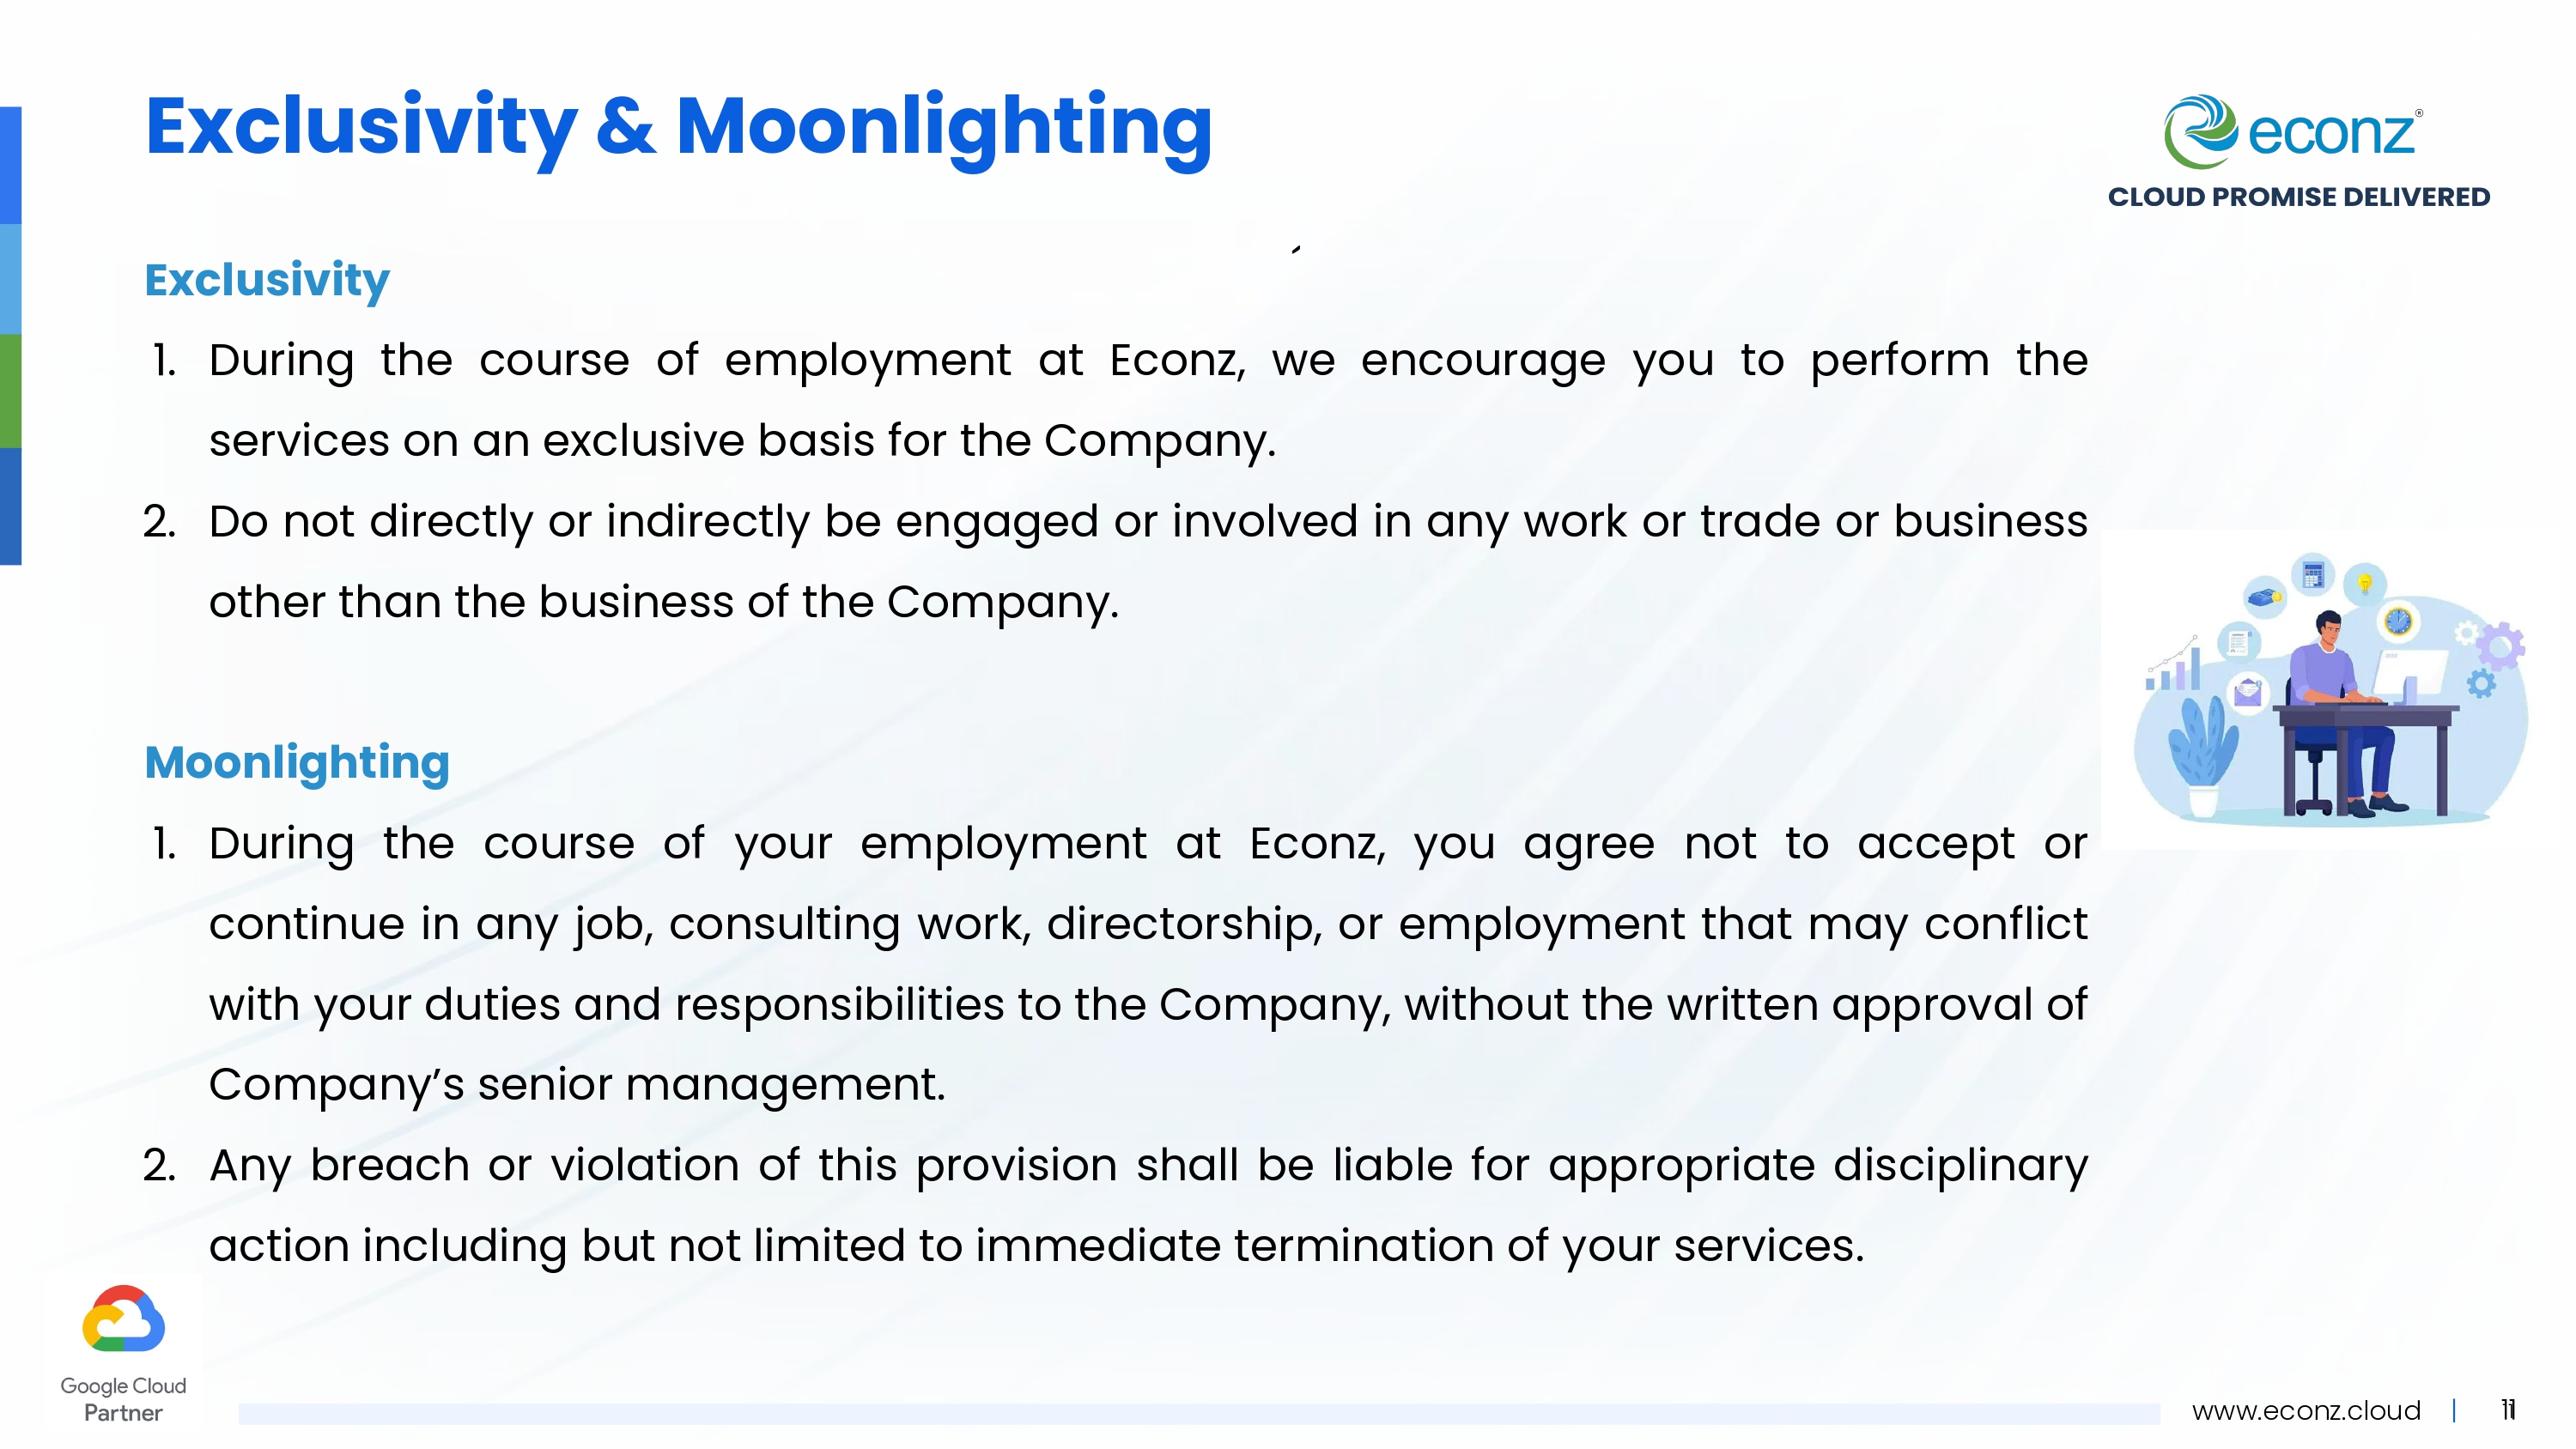 Exclusivity & Moonlighting
econz®
CLOUD PROMISE DELIVERED
Exclusivity
1. During the course of employment at Econz, we encourage you to perform the
services on an exclusive basis for the Company.
2. Do not directly or indirectly be engaged or involved in any work or trade or business
other than the business of the Company.
Moonlighting
1. During the course of your employment at Econz, you agree not to accept or
continue in any job, consulting work, directorship, or employment that may conflict
with your duties and responsibilities to the Company, without the written approval of
Company’s senior management.
2. Any breach or violation of this provision shall be liable for appropriate disciplinary
action including but not limited to immediate termination of your services.
Google Cloud
Partner
www.econz.cloud | 11